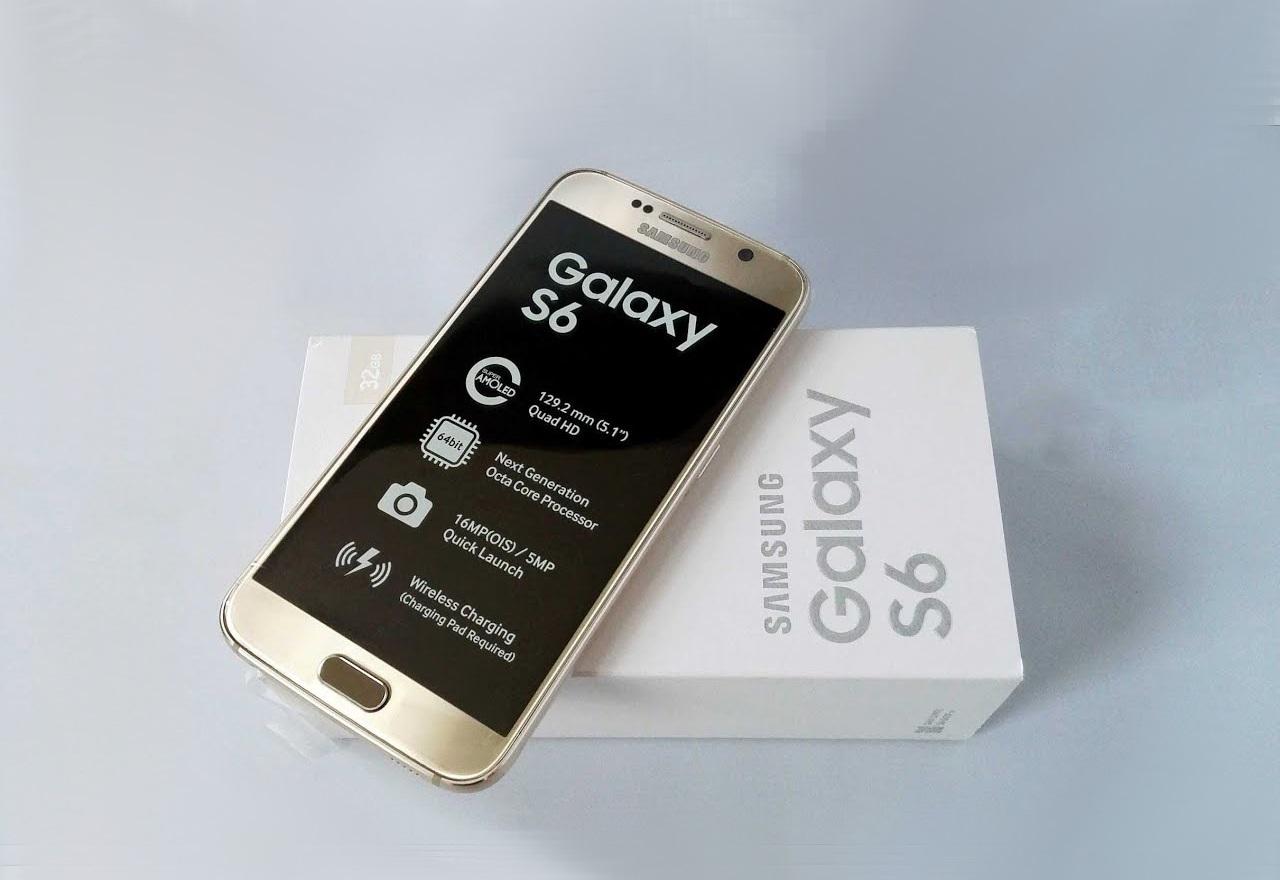 SAMSUNG
Galaxy
S6
SUPER
AMOLED
129.2 mm (5.1")
Quad HD
64bit
Next Generation
Octa Core Processor
16MP(OIS) / 5MP
Quick Launch
Wireless Charging
(Charging Pad Required)
32GB
SAMSUNG
Galaxy
S6